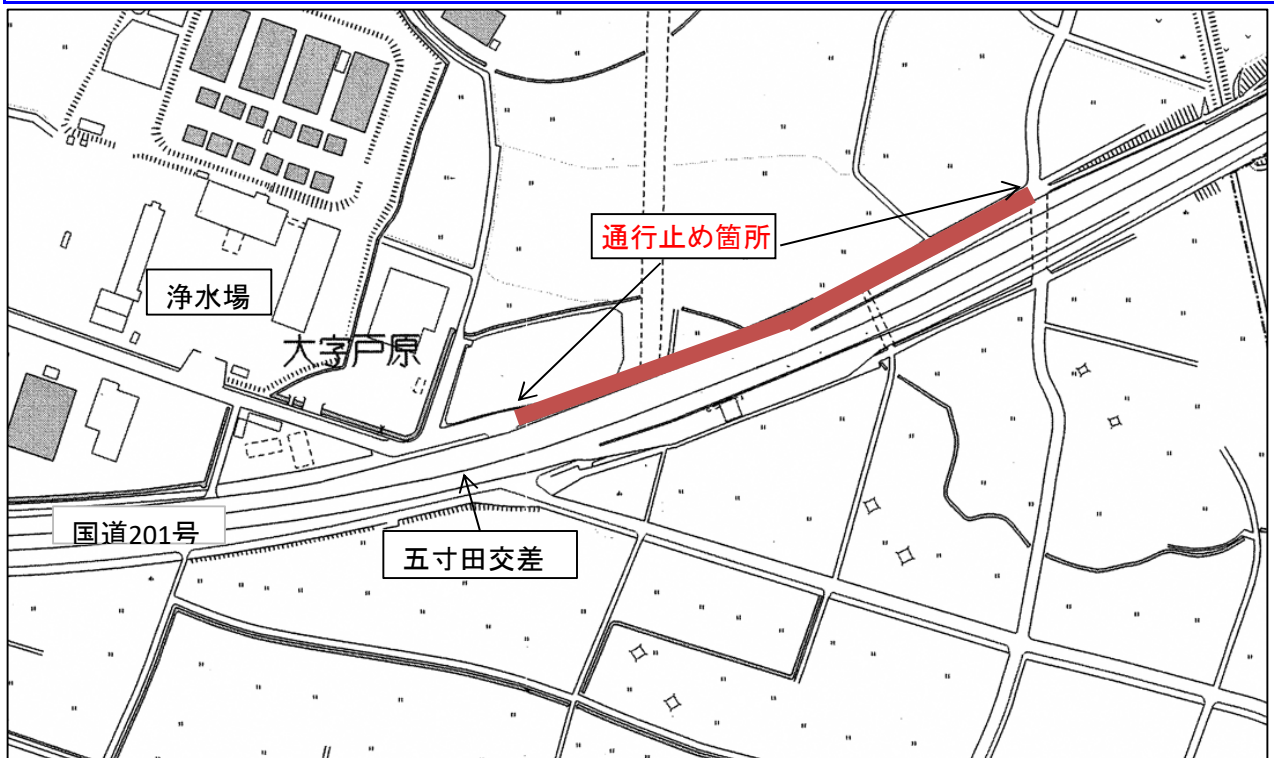 通行止め箇所
浄水場
大字戸原
国道201号
五寸田交差